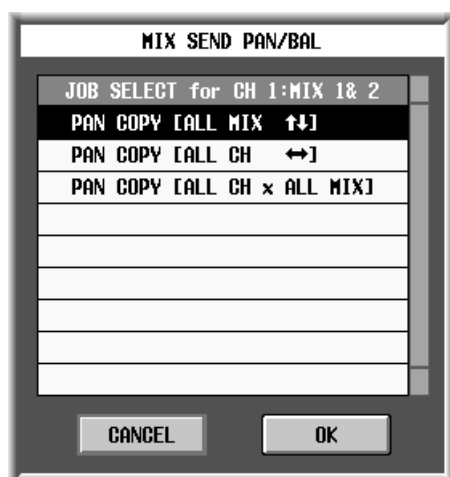 MIX SEND PAN/BAL
JOB SELECT for CH 1:MIX 1& 2
PAN COPY [ALL MIX ↑↓]
PAN COPY [ALL CH ↔]
PAN COPY [ALL CH x ALL MIX]
CANCEL OK